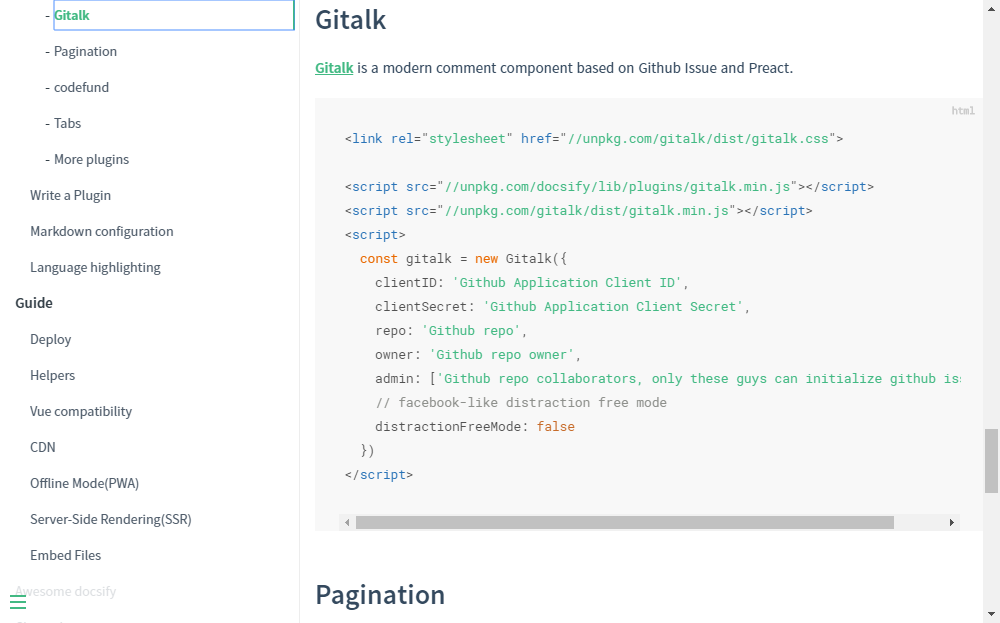 - Gitalk
- Pagination
- codefund
- Tabs
- More plugins
Write a Plugin
Markdown configuration
Language highlighting
Guide
Deploy
Helpers
Vue compatibility
CDN
Offline Mode(PWA)
Server-Side Rendering(SSR)
Embed Files
Awesome docsify
Gitalk
Gitalk is a modern comment component based on Github Issue and Preact.
html
<link rel="stylesheet" href="//unpkg.com/gitalk/dist/gitalk.css">
<script src="//unpkg.com/docsify/lib/plugins/gitalk.min.js"></script>
<script src="//unpkg.com/gitalk/dist/gitalk.min.js"></script>
<script>
const gitalk = new Gitalk({
clientID: 'Github Application Client ID',
clientSecret: 'Github Application Client Secret',
repo: 'Github repo',
owner: 'Github repo owner',
admin: ['Github repo collaborators, only these guys can initialize github iss
// facebook-like distraction free mode
distractionFreeMode: false
})
</script>
Pagination